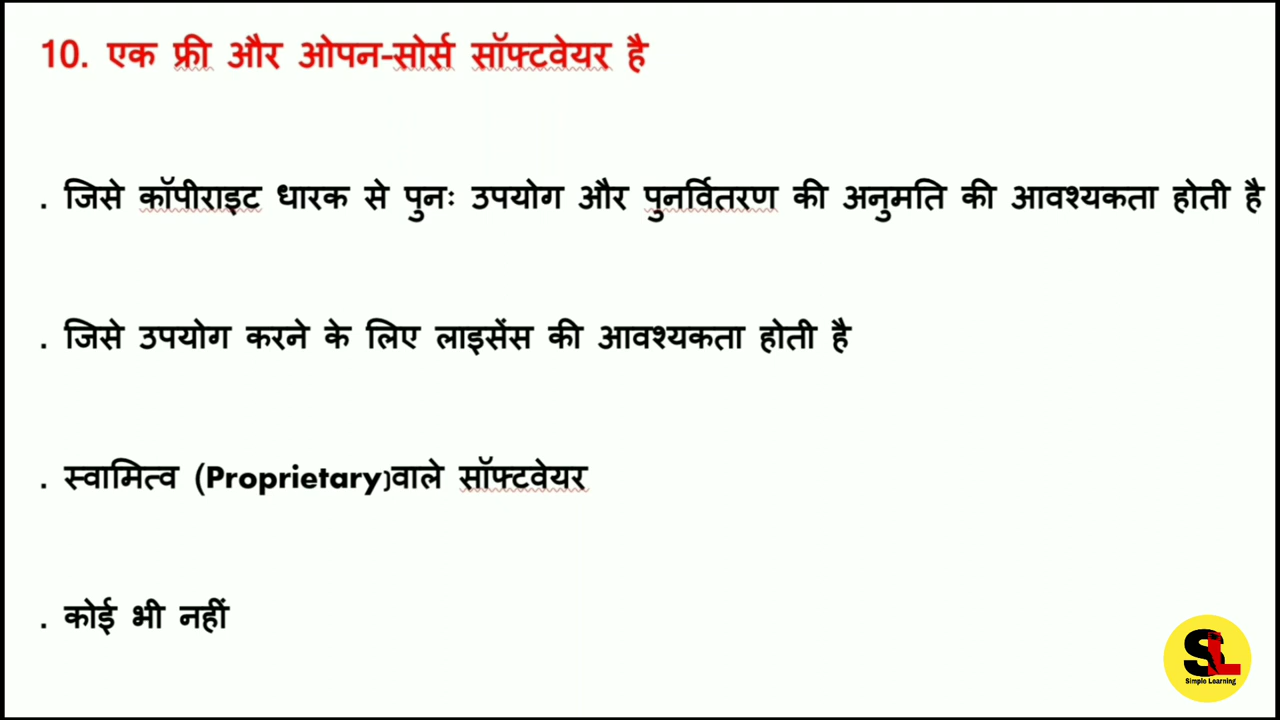 10. एक फ्री और ओपन-सोर्स सॉफ्टवेयर है
. जिसे कॉपीराइट धारक से पुनः उपयोग और पुनर्वितरण की अनुमति की आवश्यकता होती है
. जिसे उपयोग करने के लिए लाइसेंस की आवश्यकता होती है
. स्वामित्व (Proprietary)वाले सॉफ्टवेयर
. कोई भी नहीं
SL
Simple Learning